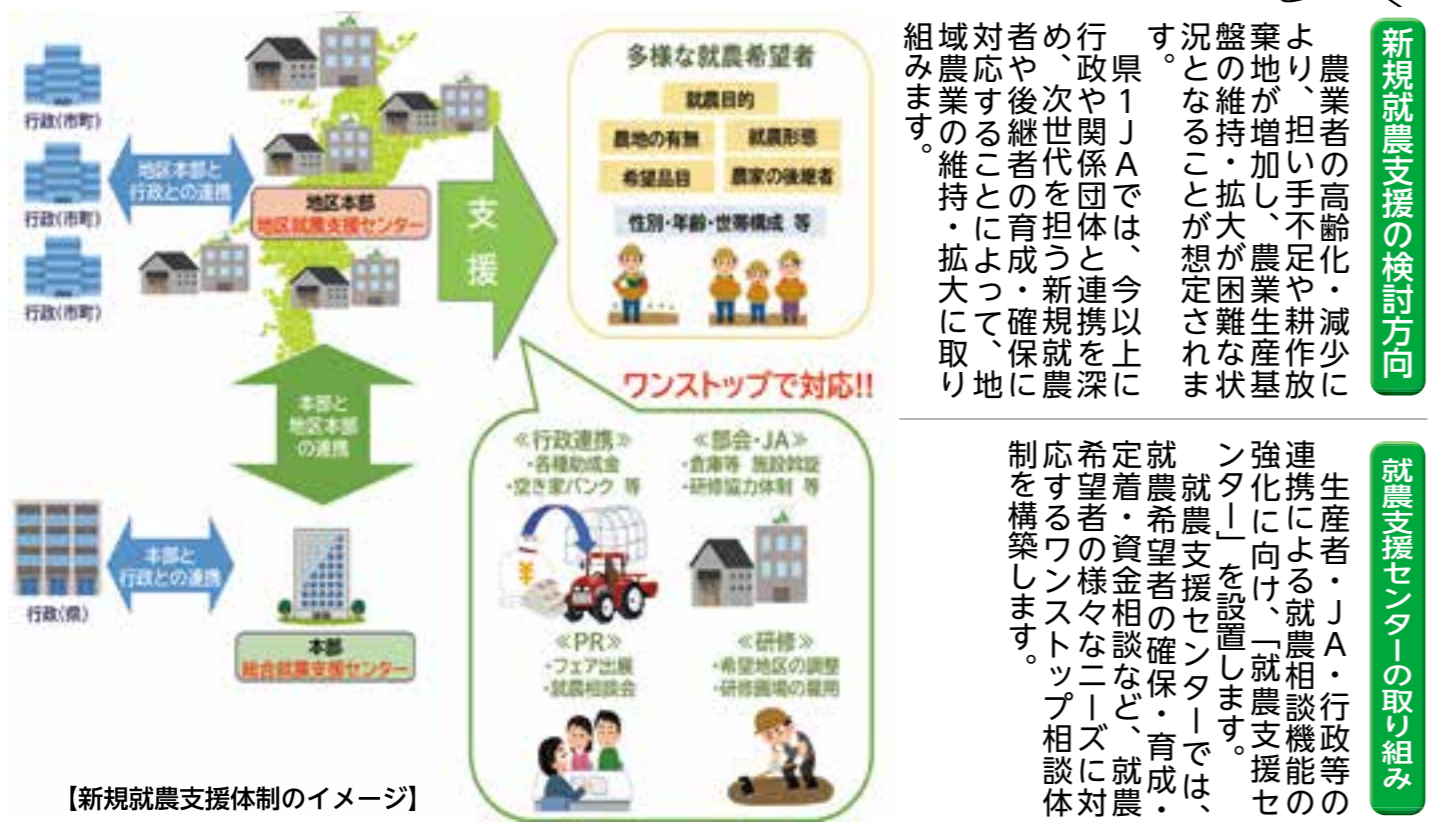 新規就農支援の検討方向
農業者の高齢化・減少に
より、担い手不足や耕作放
棄地が増加し、農業生産基
盤の維持・拡大が困難な状
況となることが想定されま
す。
県1JAでは、今以上に
行政や関係団体と連携を深
め、次世代を担う新規就農
者や後継者の育成・確保に
対応することによって、地
域農業の維持・拡大に取り
組みます。
就農支援センターの取り組み
生産者・JA・行政等の
連携による就農相談機能の
強化に向け、「就農支援セ
ンター」を設置します。
就農支援センターでは、
就農希望者の確保・育成・
定着・資金相談など、就農
希望者の様々なニーズに対
応するワンストップ相談体
制を構築します。
行政(市町)
行政(市町)
行政(市町)
地区本部と
行政との連携
地区本部
地区就農支援センター
支援
多様な就農希望者
就農目的
農地の有無
就農形態
希望品目
農家の後継者
性別・年齢・世帯構成 等
本部と
地区本部
の連携
行政(県)
本部と
行政との連携
本部
総合就農支援センター
ワンストップで対応!!
≪行政連携≫
・各種助成金
・空き家バンク 等
≪部会・JA≫
・倉庫等 施設斡旋
・研修協力体制 等
¥
≪PR≫
・フェア出展
・就農相談会
≪研修≫
・希望地区の調整
・研修圃場の雇用
【新規就農支援体制のイメージ】